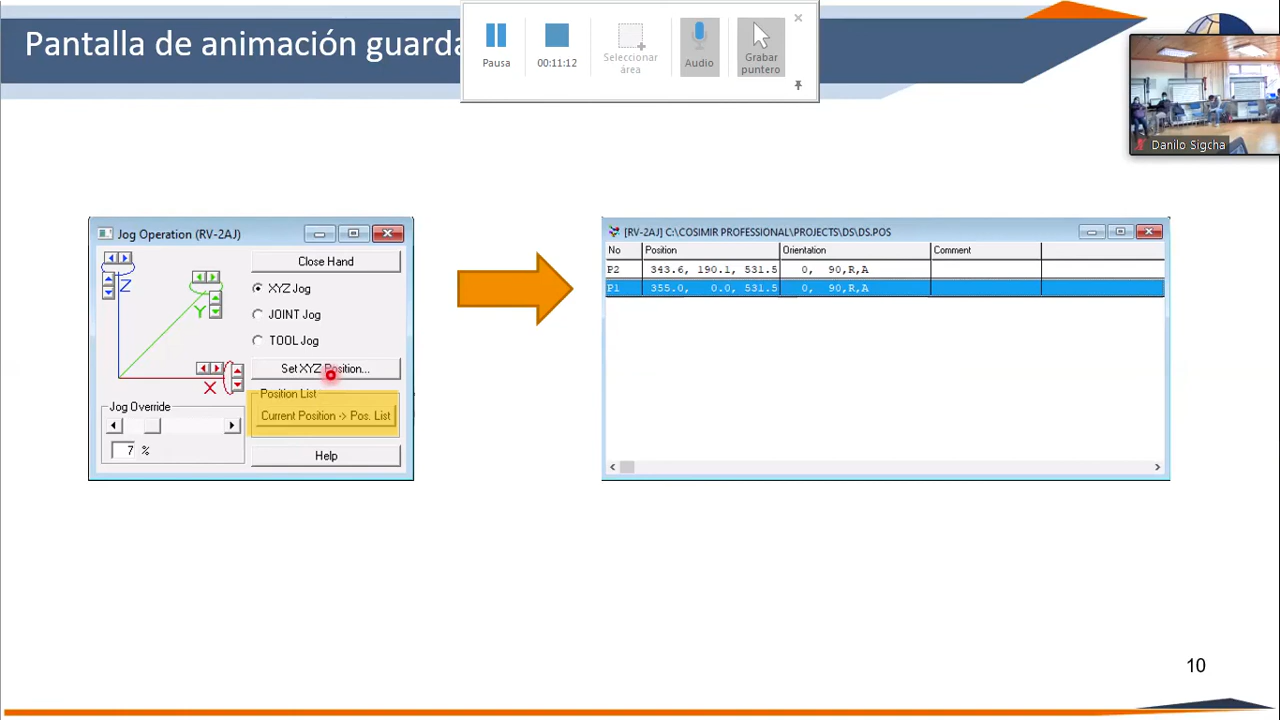 Pantalla de animación guarda
Pausa
00:11:12
Seleccionar
área
Audio
Grabar
puntero
Danilo Sigcha
Jog Operation (RV-2AJ)
Z
Y
X
Close Hand
XYZ Jog
JOINT Jog
TOOL Jog
Set XYZ Position...
Position List
Current Position -> Pos. List
Jog Override
7 %
Help
[RV-2AJ] C:\COSIMIR PROFESSIONAL\PROJECTS\DS\DS.POS
No Position Orientation Comment
P2 343.6, 190.1, 531.5 0, 90,R,A
P1 355.0, 0.0, 531.5 0, 90,R,A
10